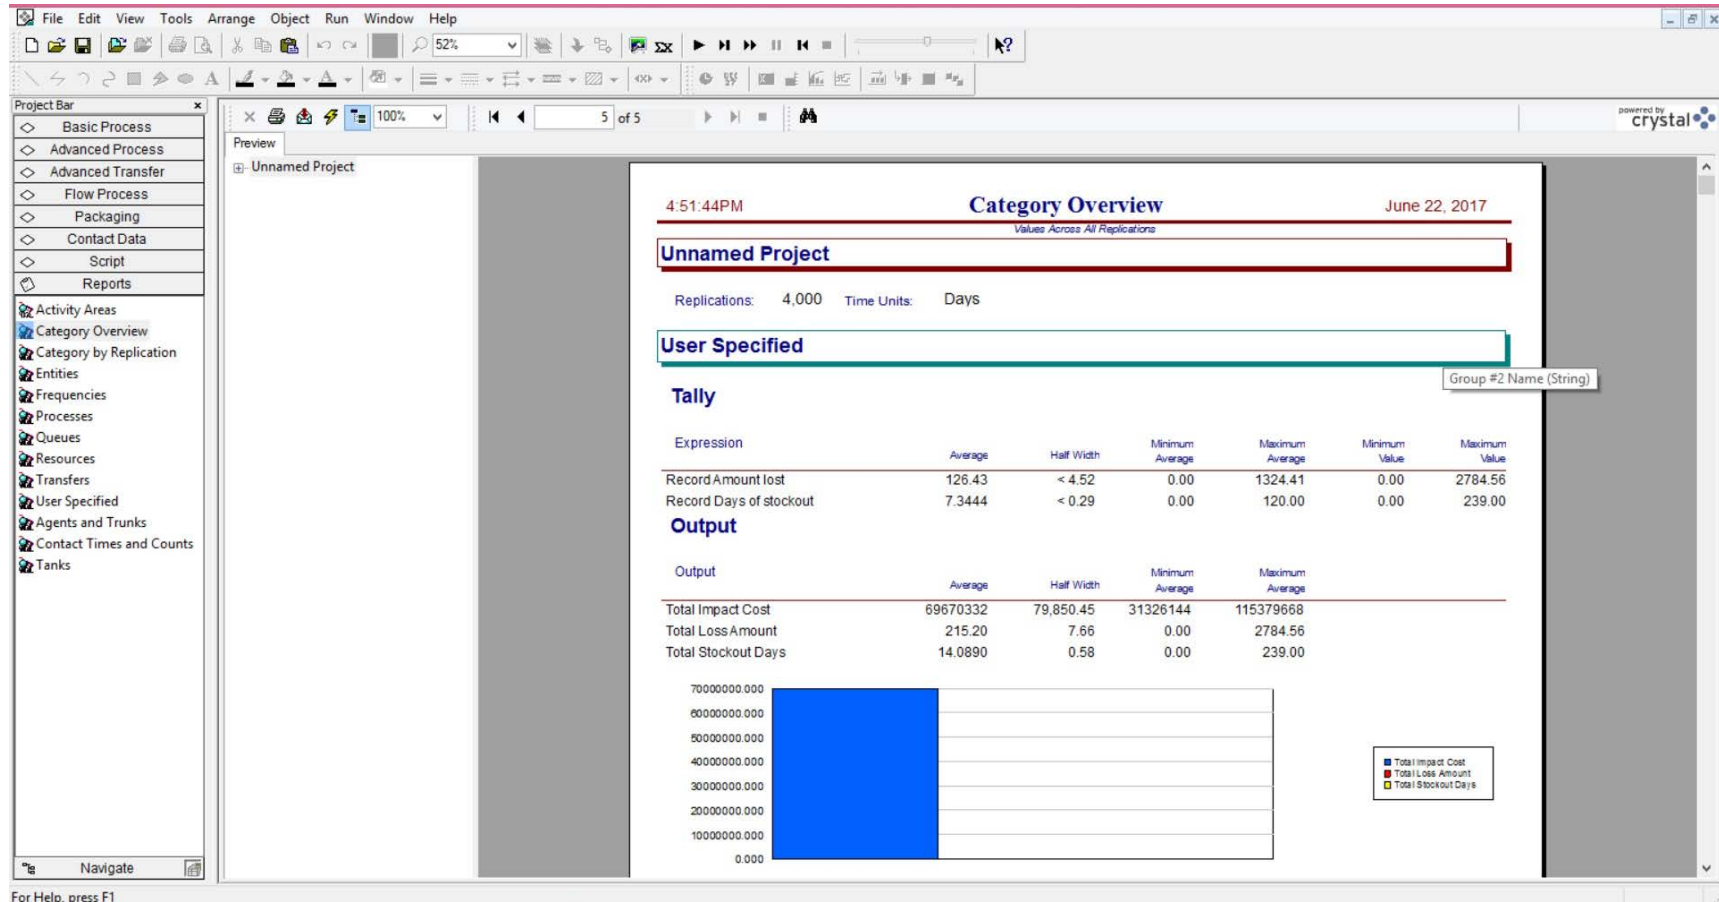 File Edit View Tools Arrange Object Run Window Help
52%
Project Bar x
Basic Process
Advanced Process
Advanced Transfer
Flow Process
Packaging
Contact Data
Script
Reports
Activity Areas
Category Overview
Category by Replication
Entities
Frequencies
Processes
Queues
Resources
Transfers
User Specified
Agents and Trunks
Contact Times and Counts
Tanks
Navigate
For Help, press F1
100% 5 of 5
powered by
crystal
Preview
Unnamed Project
4:51:44PM Category Overview June 22, 2017
Values Across All Replications
Unnamed Project
Replications: 4,000 Time Units: Days
User Specified
Group #2 Name (String)
Tally
Expression Average Half Width Minimum Average Maximum Average Minimum Value Maximum Value
Record Amount lost 126.43 < 4.52 0.00 1324.41 0.00 2784.56
Record Days of stockout 7.3444 < 0.29 0.00 120.00 0.00 239.00
Output
Output Average Half Width Minimum Average Maximum Average
Total Impact Cost 69670332 79,850.45 31326144 115379668
Total Loss Amount 215.20 7.66 0.00 2784.56
Total Stockout Days 14.0890 0.58 0.00 239.00
70000000.000
60000000.000
50000000.000
40000000.000
30000000.000
20000000.000
10000000.000
0.000
Total Impact Cost
Total Loss Amount
Total Stockout Days